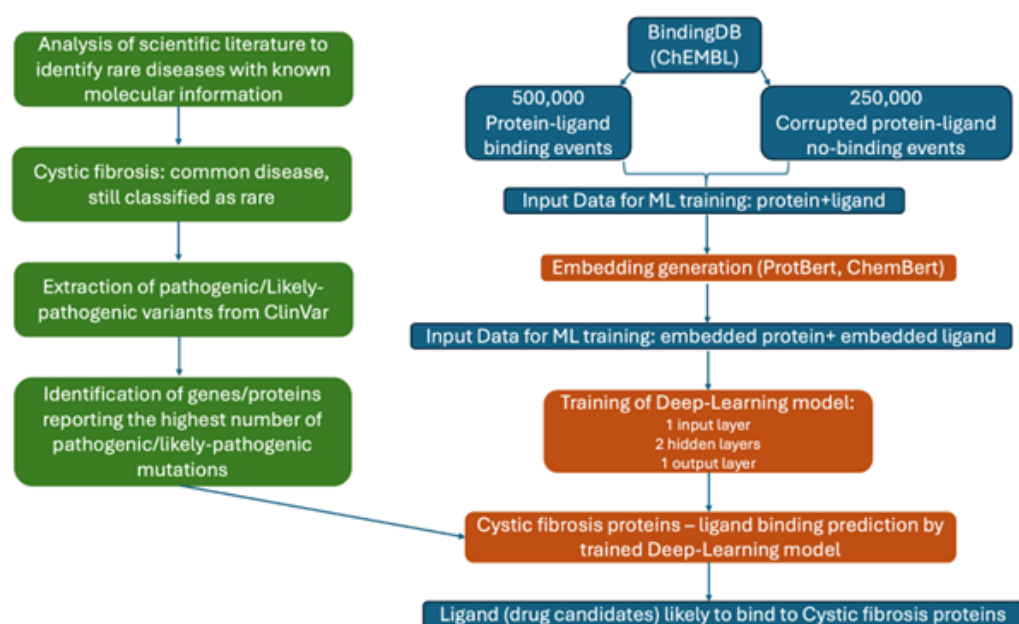 Analysis of scientific literature to
identify rare diseases with known
molecular information
Cystic fibrosis: common disease,
still classified as rare
Extraction of pathogenic/Likely-
pathogenic variants from ClinVar
Identification of genes/proteins
reporting the highest number of
pathogenic/likely-pathogenic
mutations
BindingDB
(ChEMBL)
500,000
Protein-ligand
binding events
250,000
Corrupted protein-ligand
no-binding events
Input Data for ML training: protein+ligand
Embedding generation (ProtBert, ChemBert)
Input Data for ML training: embedded protein+ embedded ligand
Training of Deep-Learning model:
1 input layer
2 hidden layers
1 output layer
Cystic fibrosis proteins – ligand binding prediction by
trained Deep-Learning model
Ligand (drug candidates) likely to bind to Cystic fibrosis proteins